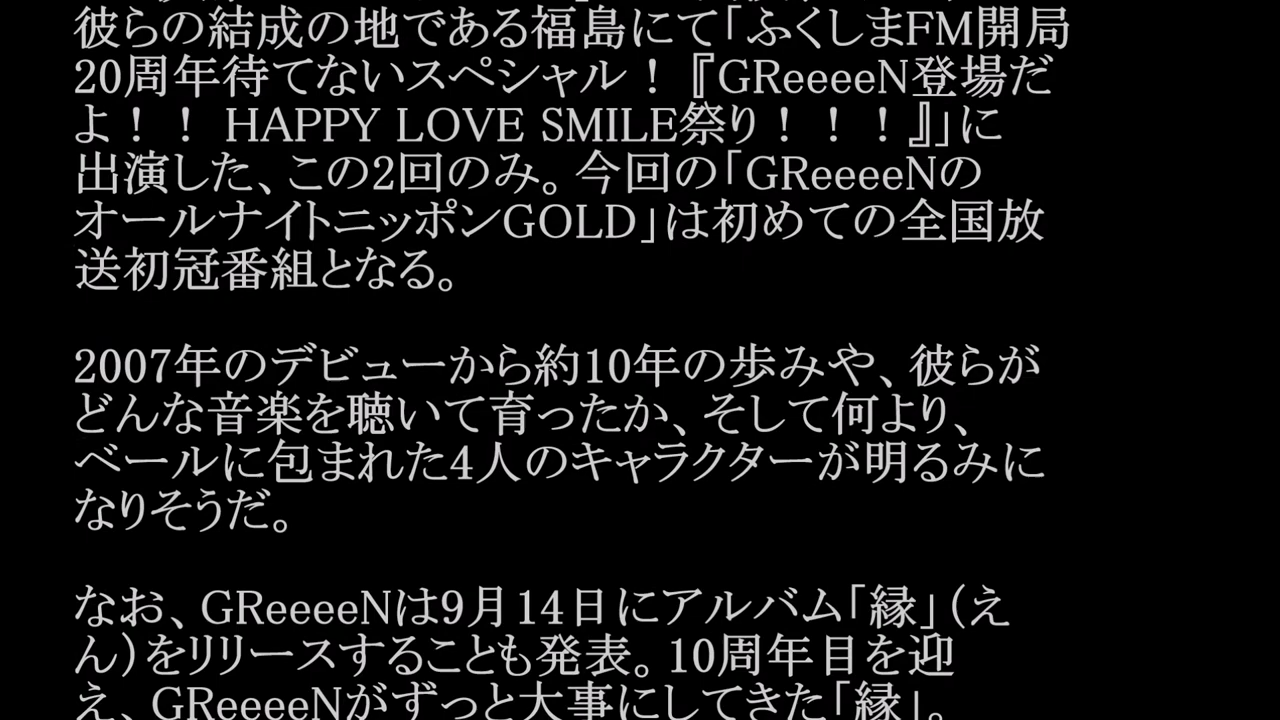 彼らの結成の地である福島にて「ふくしまFM開局
20周年待てないスペシャル！『GReeeeN登場だ
よ！！ HAPPY LOVE SMILE祭り！！！』」に
出演した、この2回のみ。今回の「GReeeeNの
オールナイトニッポンGOLD」は初めての全国放
送初冠番組となる。
2007年のデビューから約10年の歩みや、彼らが
どんな音楽を聴いて育ったか、そして何より、
ベールに包まれた4人のキャラクターが明るみに
なりそうだ。
なお、GReeeeNは9月14日にアルバム「縁」（え
ん）をリリースすることも発表。10周年目を迎
え、GReeeeNがずっと大事にしてきた「縁」。